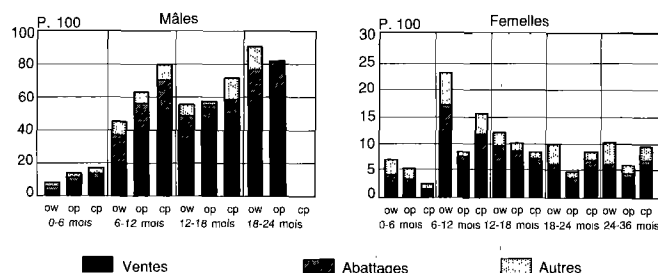 Mâles
P. 100
100
80
60
40
20
0
ow op cp ow op cp ow op cp ow op cp
0-6 mois 6-12 mois 12-18 mois 18-24 mois
Femelles
P. 100
30
25
20
15
10
5
0
ow op cp ow op cp ow op cp ow op cp ow op cp
0-6 mois 6-12 mois 12-18 mois 18-24 mois 24-36 mois
Ventes Abattages Autres